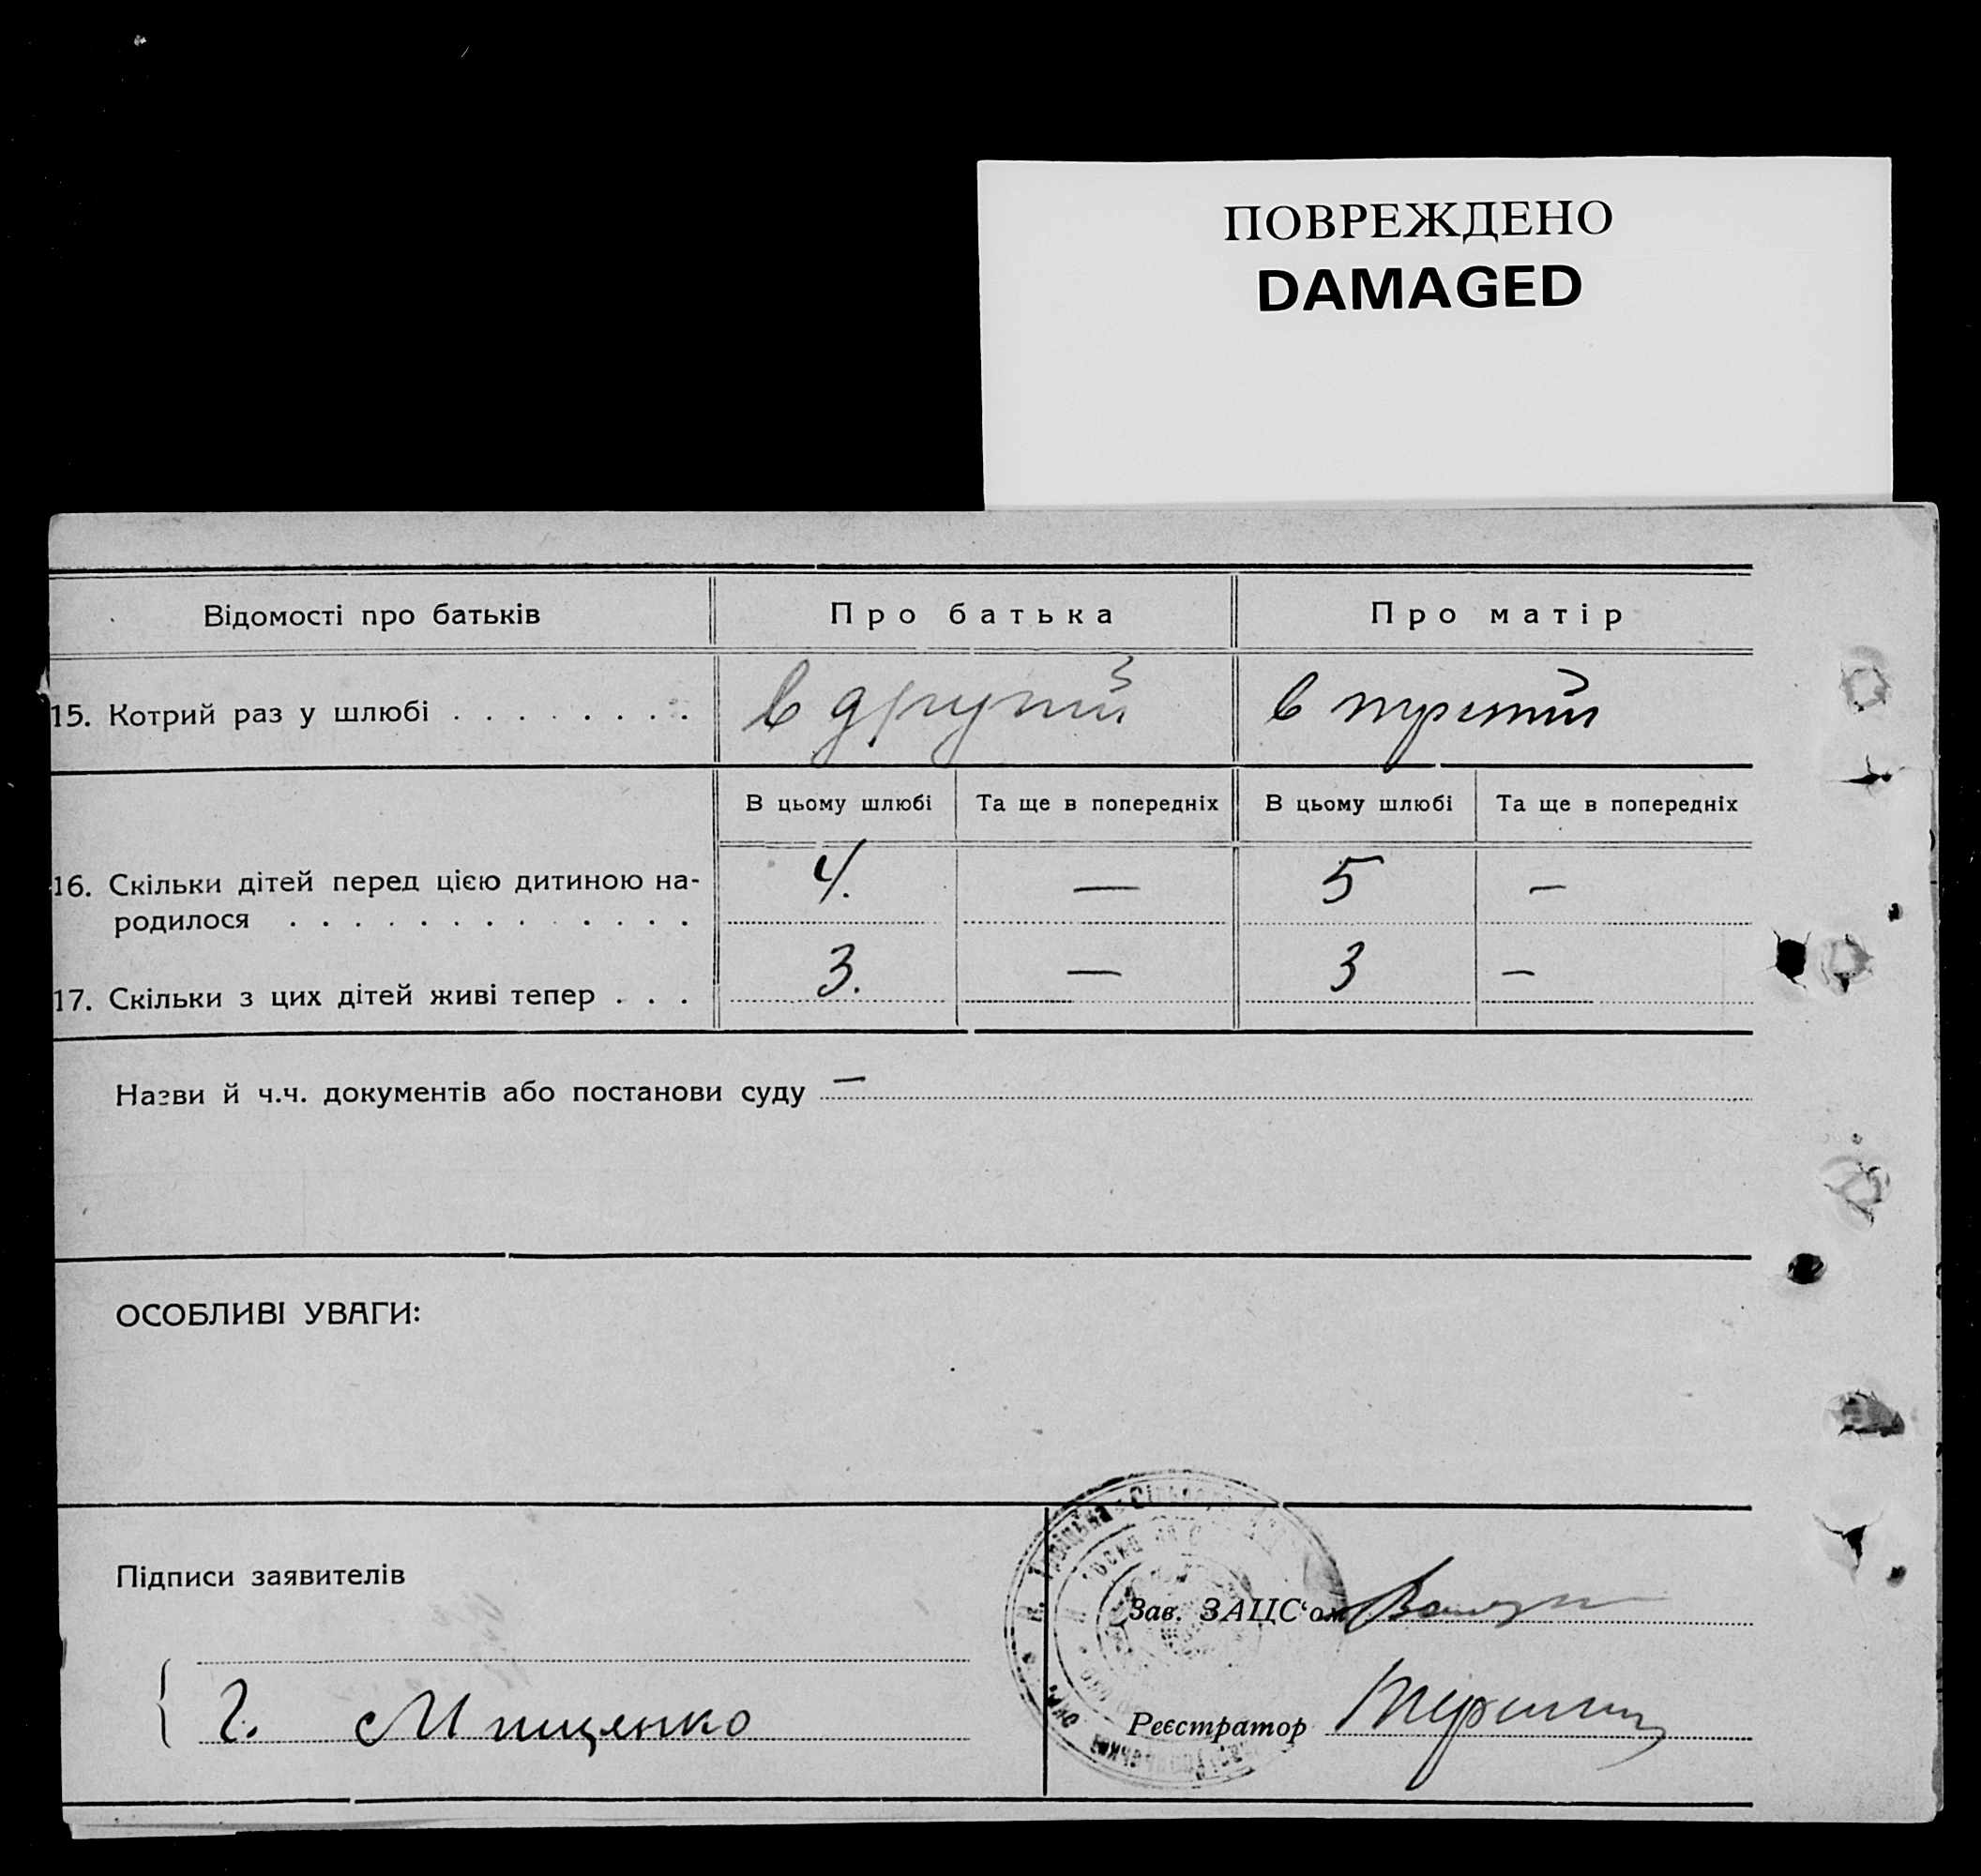 ПОВРЕЖДЕНО
DAMAGED
Відомості про батьків
Про батька
Про матір
15. Котрий раз у шлюбі . . . . . . . .
в другий
в третій
В цьому шлюбі
Та ще в попередніх
В цьому шлюбі
Та ще в попередніх
16. Скільки дітей перед цією дитиною на-
родилося . . . . . . . . . . . . .
4.
—
5
—
17. Скільки з цих дітей живі тепер . . .
3.
—
3
—
Назви й ч.ч. документів або постанови суду —
ОСОБЛИВІ УВАГИ:
Підписи заявителів
Зав. ЗАЦС‘ом
Г. Мищенко
Реєстратор